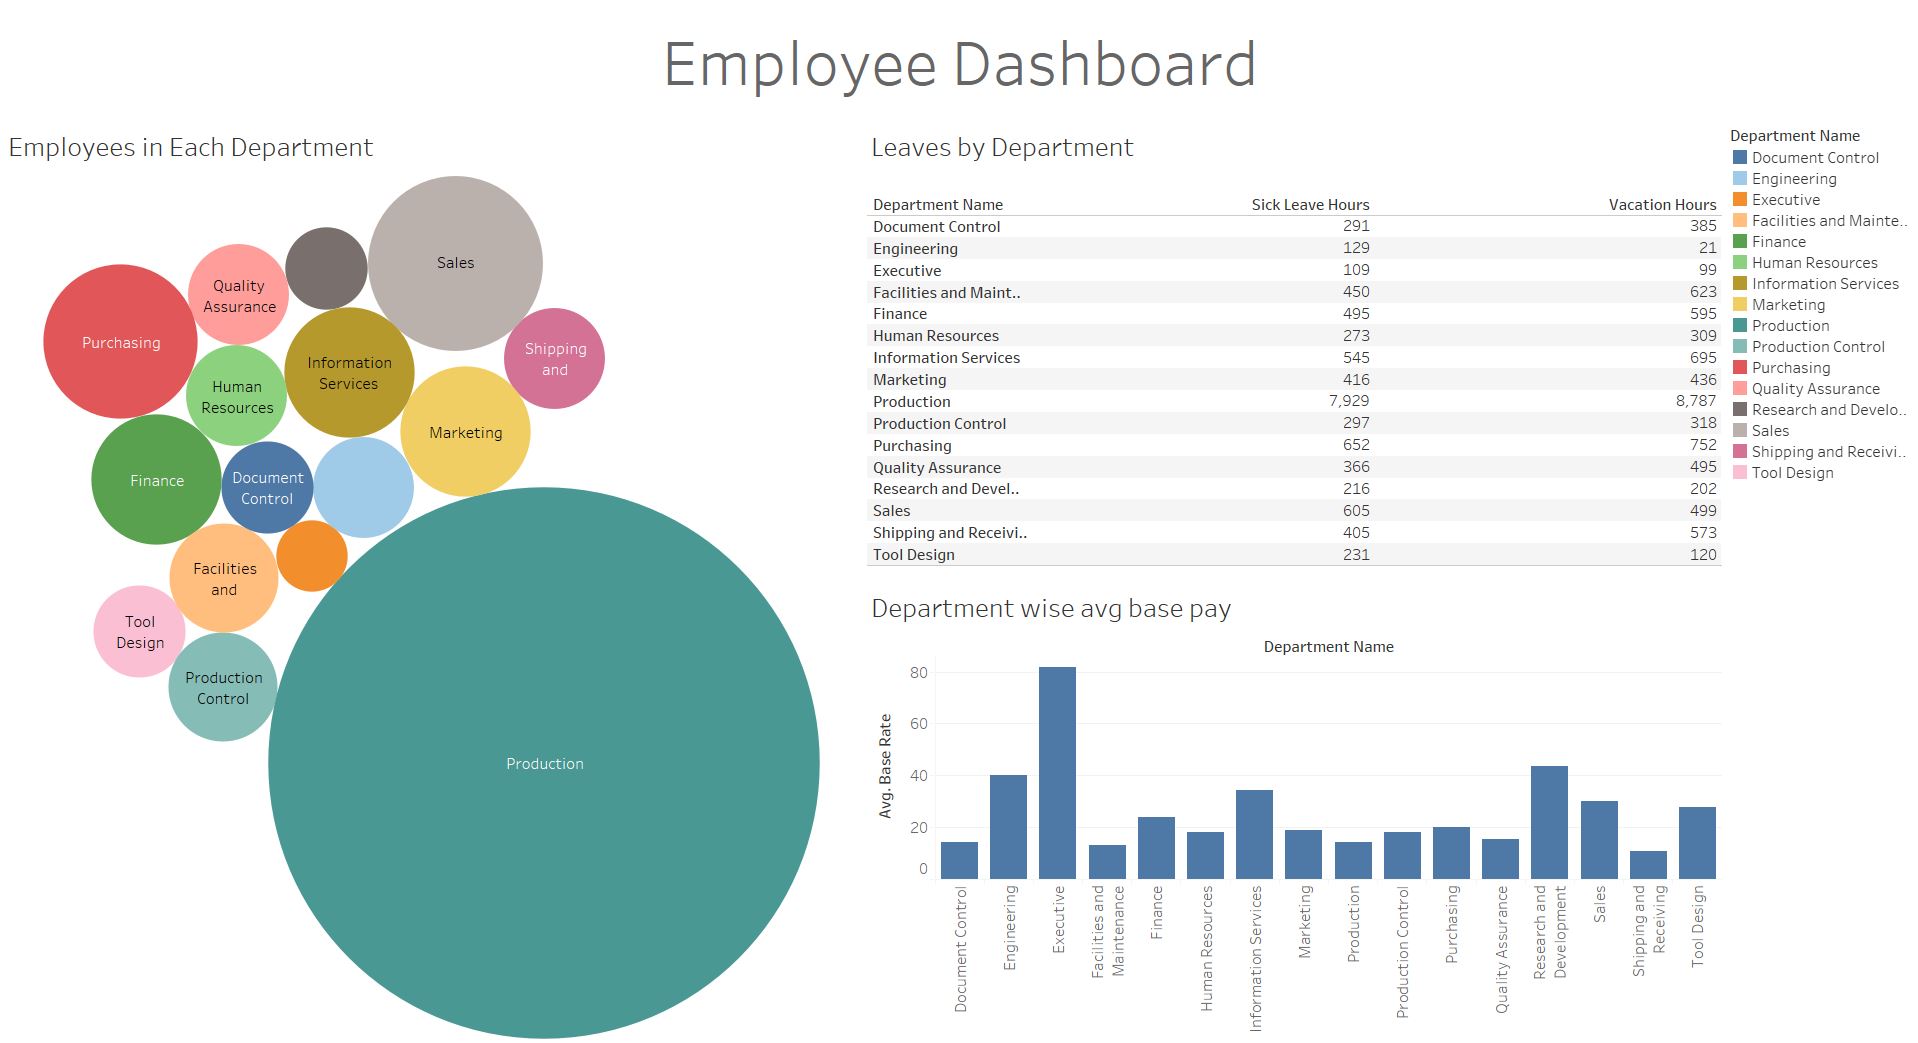 Employee Dashboard
Employees in Each Department
Sales
Quality
Assurance
Purchasing
Shipping
and
Information
Services
Human
Resources
Marketing
Finance
Document
Control
Facilities
and
Tool
Design
Production
Control
Production
Leaves by Department
Department Name Sick Leave Hours Vacation Hours
Document Control 291 385
Engineering 129 21
Executive 109 99
Facilities and Maint.. 450 623
Finance 495 595
Human Resources 273 309
Information Services 545 695
Marketing 416 436
Production 7,929 8,787
Production Control 297 318
Purchasing 652 752
Quality Assurance 366 495
Research and Devel.. 216 202
Sales 605 499
Shipping and Receivi.. 405 573
Tool Design 231 120
Department Name
Document Control
Engineering
Executive
Facilities and Mainte..
Finance
Human Resources
Information Services
Marketing
Production
Production Control
Purchasing
Quality Assurance
Research and Develo..
Sales
Shipping and Receivi..
Tool Design
Department wise avg base pay
Department Name
Avg. Base Rate
80
60
40
20
0
Document Control
Engineering
Executive
Facilities and
Maintenance
Finance
Human Resources
Information Services
Marketing
Production
Production Control
Purchasing
Quality Assurance
Research and
Development
Sales
Shipping and
Receiving
Tool Design